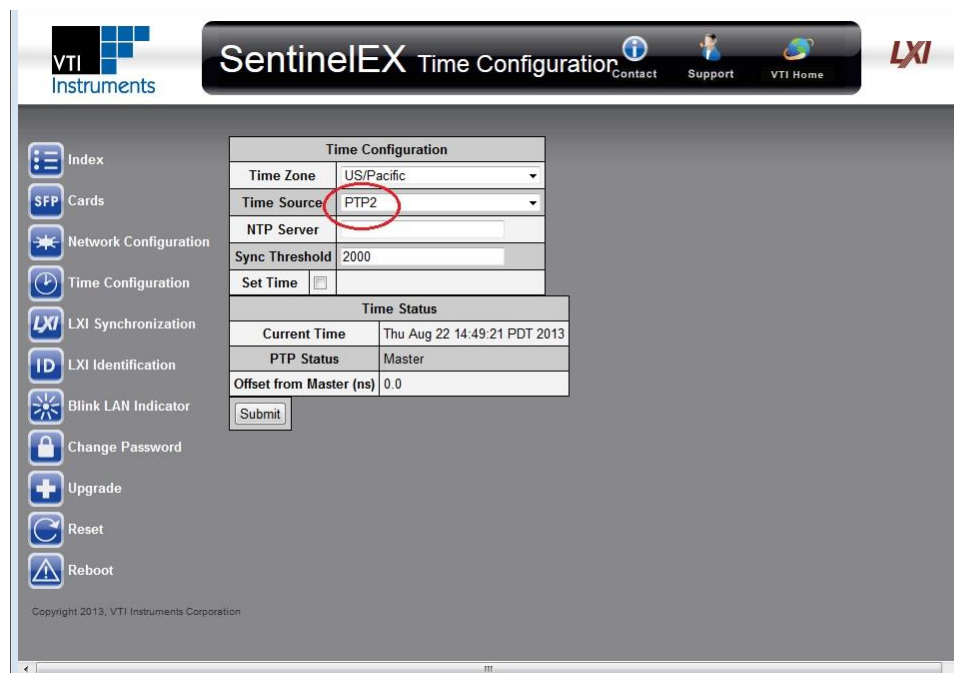 VTI
Instruments
SentinelEX Time Configuration
Contact
Support
VTI Home
LXI
Index
SFP Cards
Network Configuration
Time Configuration
LXI LXI Synchronization
ID LXI Identification
Blink LAN Indicator
Change Password
Upgrade
Reset
Reboot
Copyright 2013, VTI Instruments Corporation
Time Configuration
Time Zone US/Pacific
Time Source PTP2
NTP Server
Sync Threshold 2000
Set Time
Time Status
Current Time Thu Aug 22 14:49:21 PDT 2013
PTP Status Master
Offset from Master (ns) 0.0
Submit